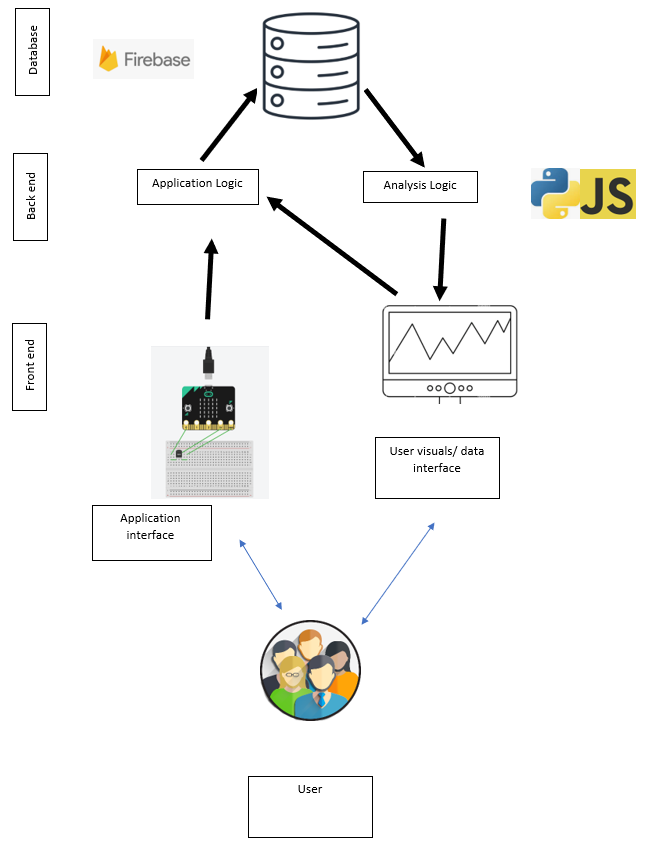 Database
Firebase
Back end
Application Logic
Analysis Logic
JS
Front end
User visuals/ data
interface
Application
interface
User